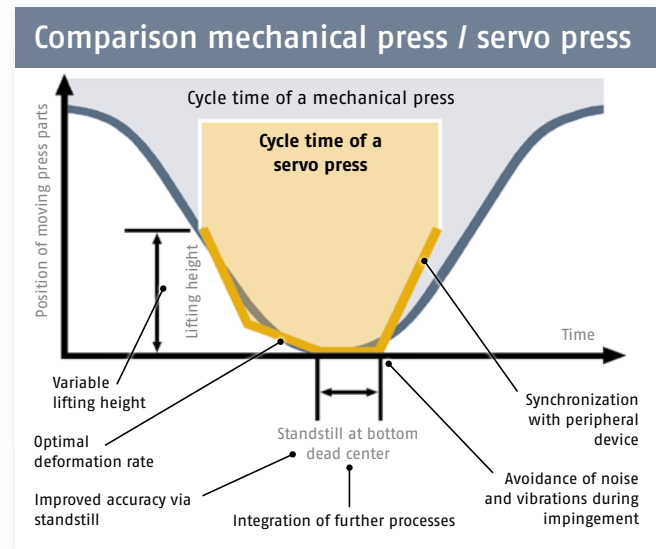 Comparison mechanical press / servo press
Cycle time of a mechanical press
Cycle time of a
servo press
Position of moving press parts
Lifting height
Time
Variable
lifting height
Optimal
deformation rate
Improved accuracy via
standstill
Standstill at bottom
dead center
Integration of further processes
Synchronization
with peripheral
device
Avoidance of noise
and vibrations during
impingement